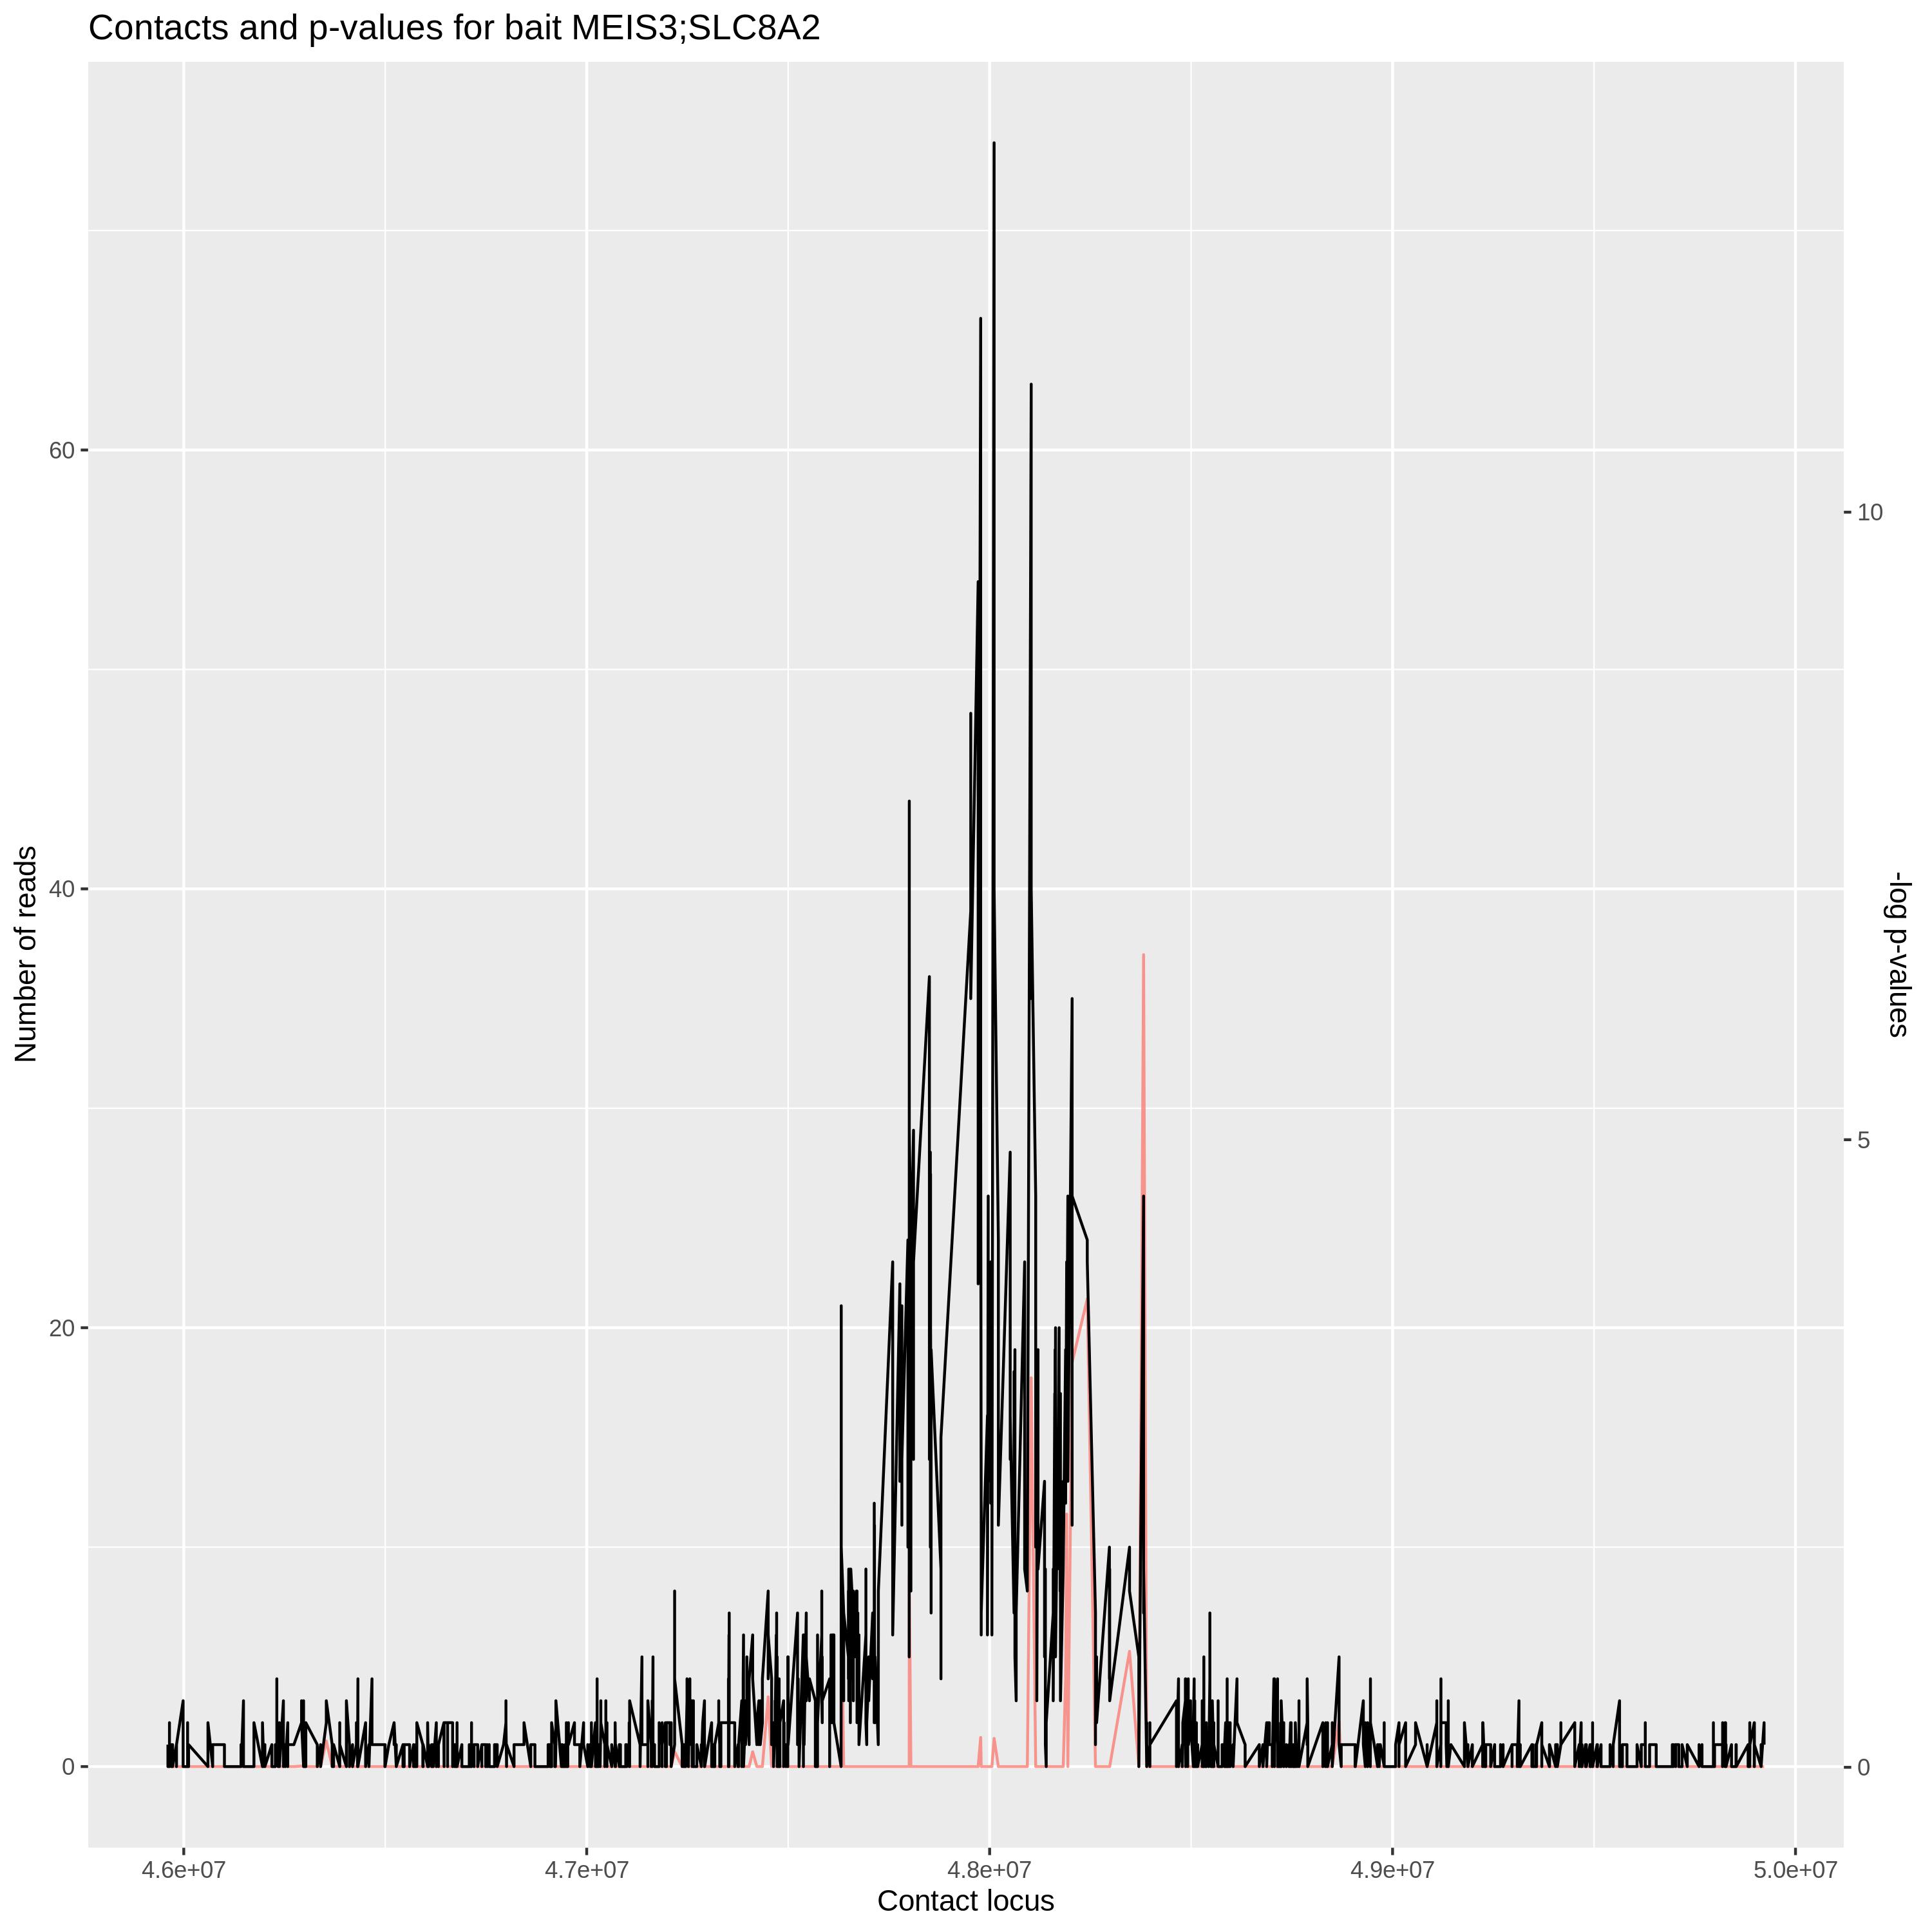 Contacts and p-values for bait MEIS3;SLC8A2
60
40
20
0
Number of reads
10
5
0
-log p-values
4.6e+07
4.7e+07
4.8e+07
4.9e+07
5.0e+07
Contact locus